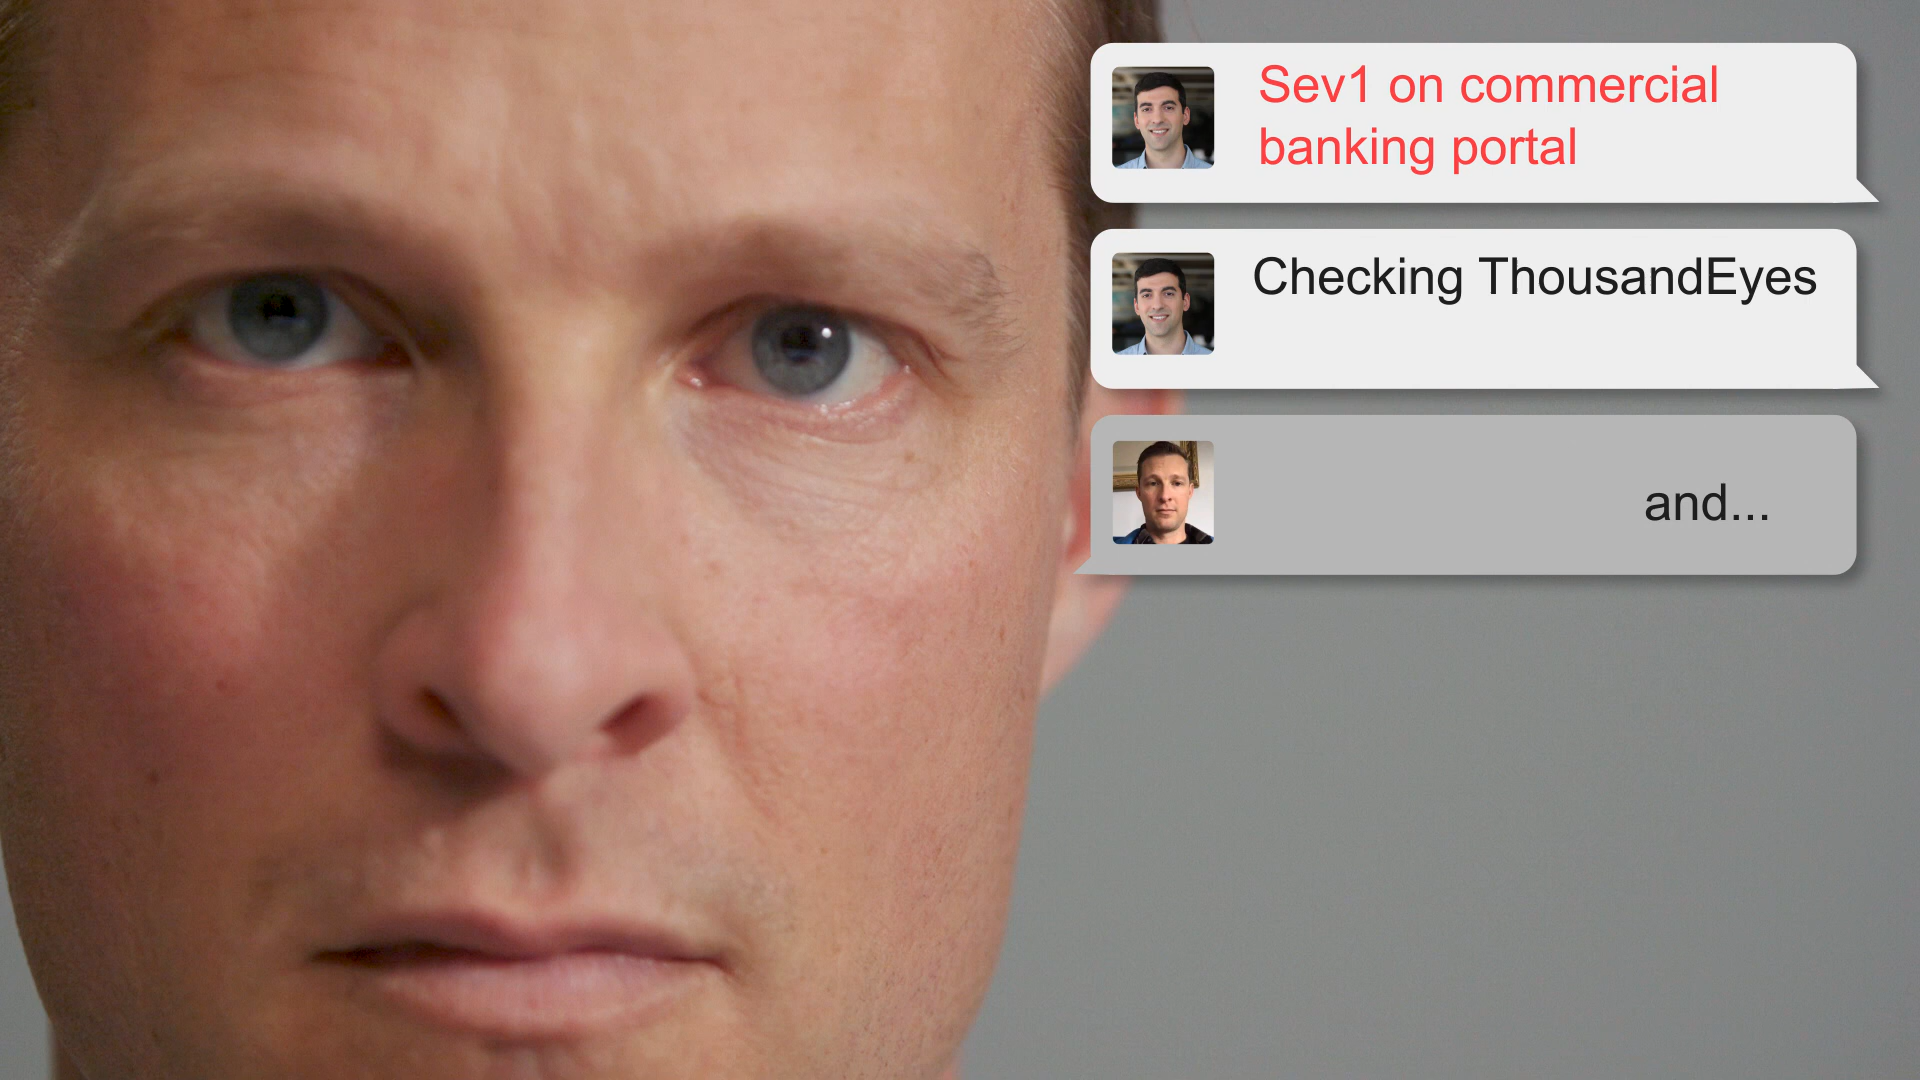 Sev1 on commercial
banking portal
Checking ThousandEyes
and...